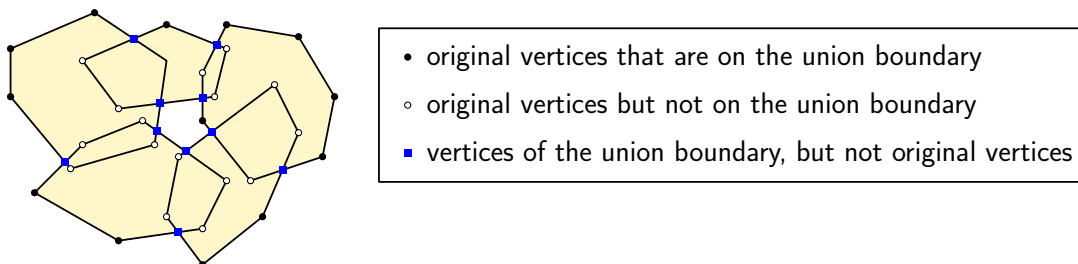 original vertices that are on the union boundary
original vertices but not on the union boundary
vertices of the union boundary, but not original vertices